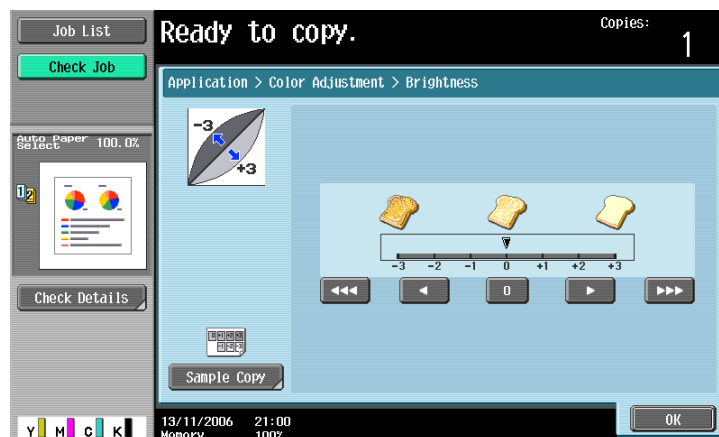 Job List
Check Job
Ready to copy.
Copies:
1
Application > Color Adjustment > Brightness
Auto Paper
Select
100.0%
1 2
-3
+3
-3 -2 -1 0 +1 +2 +3
0
Check Details
Sample Copy
OK
Y M C K
13/11/2006 21:00
Memory 100%